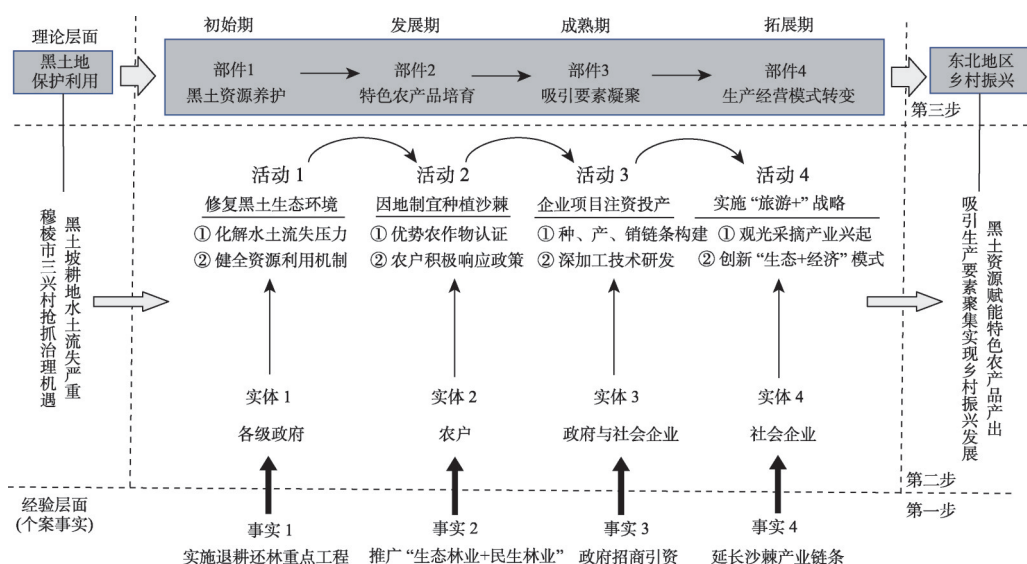 初始期
发展期
成熟期
拓展期
理论层面
黑土地
保护利用
部件1
黑土资源养护
部件2
特色农产品培育
部件3
吸引要素凝聚
部件4
生产经营模式转变
东北地区
乡村振兴
第三步
活动 1
活动 2
活动 3
活动 4
修复黑土生态环境
因地制宜种植沙棘
企业项目注资投产
实施“旅游+”战略
① 化解水土流失压力
② 健全资源利用机制
① 优势农作物认证
② 农户积极响应政策
① 种、产、销链条构建
② 深加工技术研发
① 观光采摘产业兴起
② 创新“生态+经济”模式
黑土坡耕地水土流失严重
穆棱市三兴村抢抓治理机遇
黑土资源赋能特色农产品产出
吸引生产要素聚集实现乡村振兴发展
实体 1
实体 2
实体 3
实体 4
各级政府
农户
政府与社会企业
社会企业
第二步
经验层面
(个案事实)
第一步
事实 1
事实 2
事实 3
事实 4
实施退耕还林重点工程
推广“生态林业+民生林业”
政府招商引资
延长沙棘产业链条